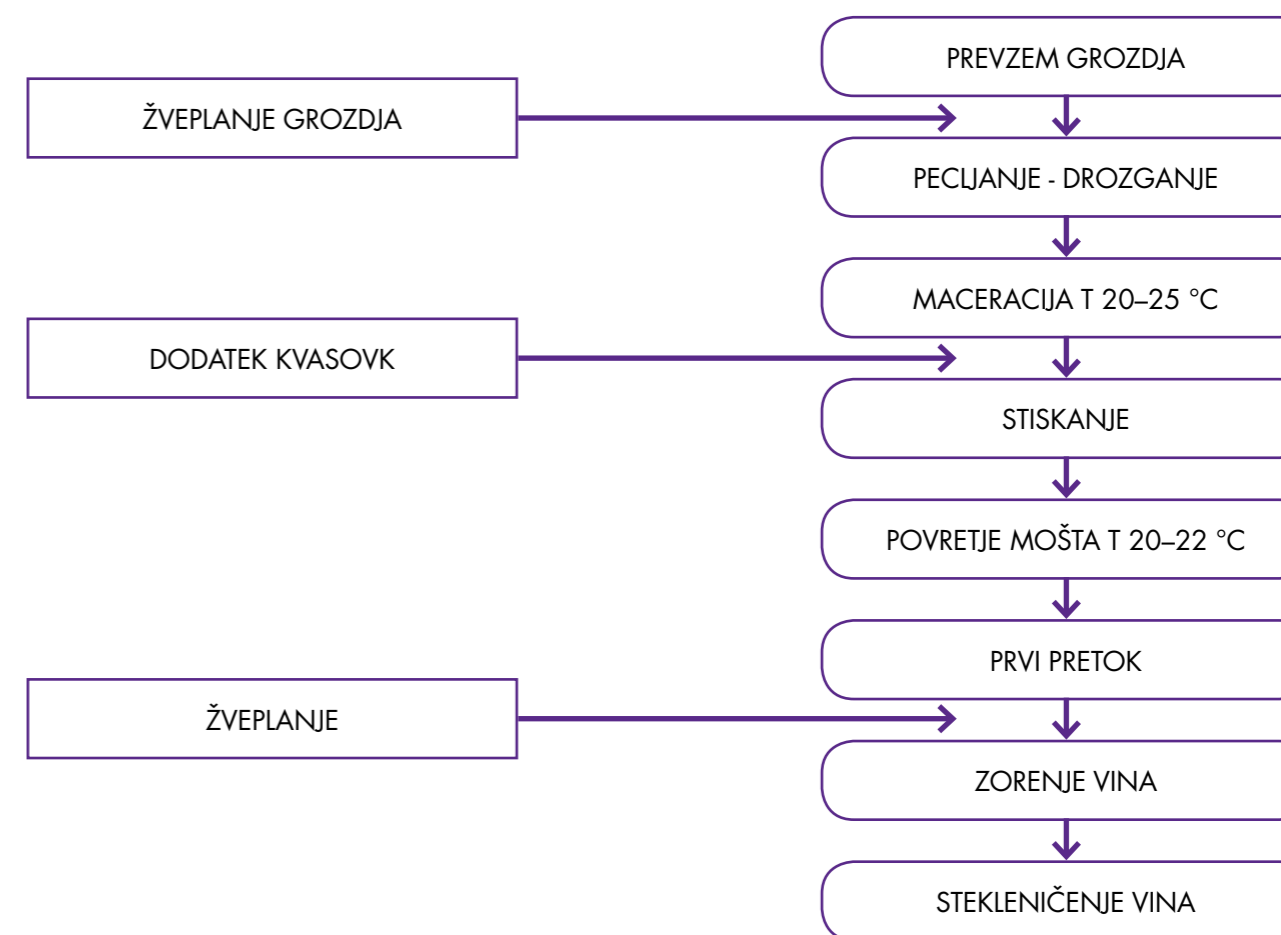 PREVZEM GROZDJA
ŽVEPLANJE GROZDJA
PECLJANJE - DROZGANJE
MACERACIJA T 20–25 °C
DODATEK KVASOVK
STISKANJE
POVRETJE MOŠTA T 20–22 °C
PRVI PRETOK
ŽVEPLANJE
ZORENJE VINA
STEKLENIČENJE VINA